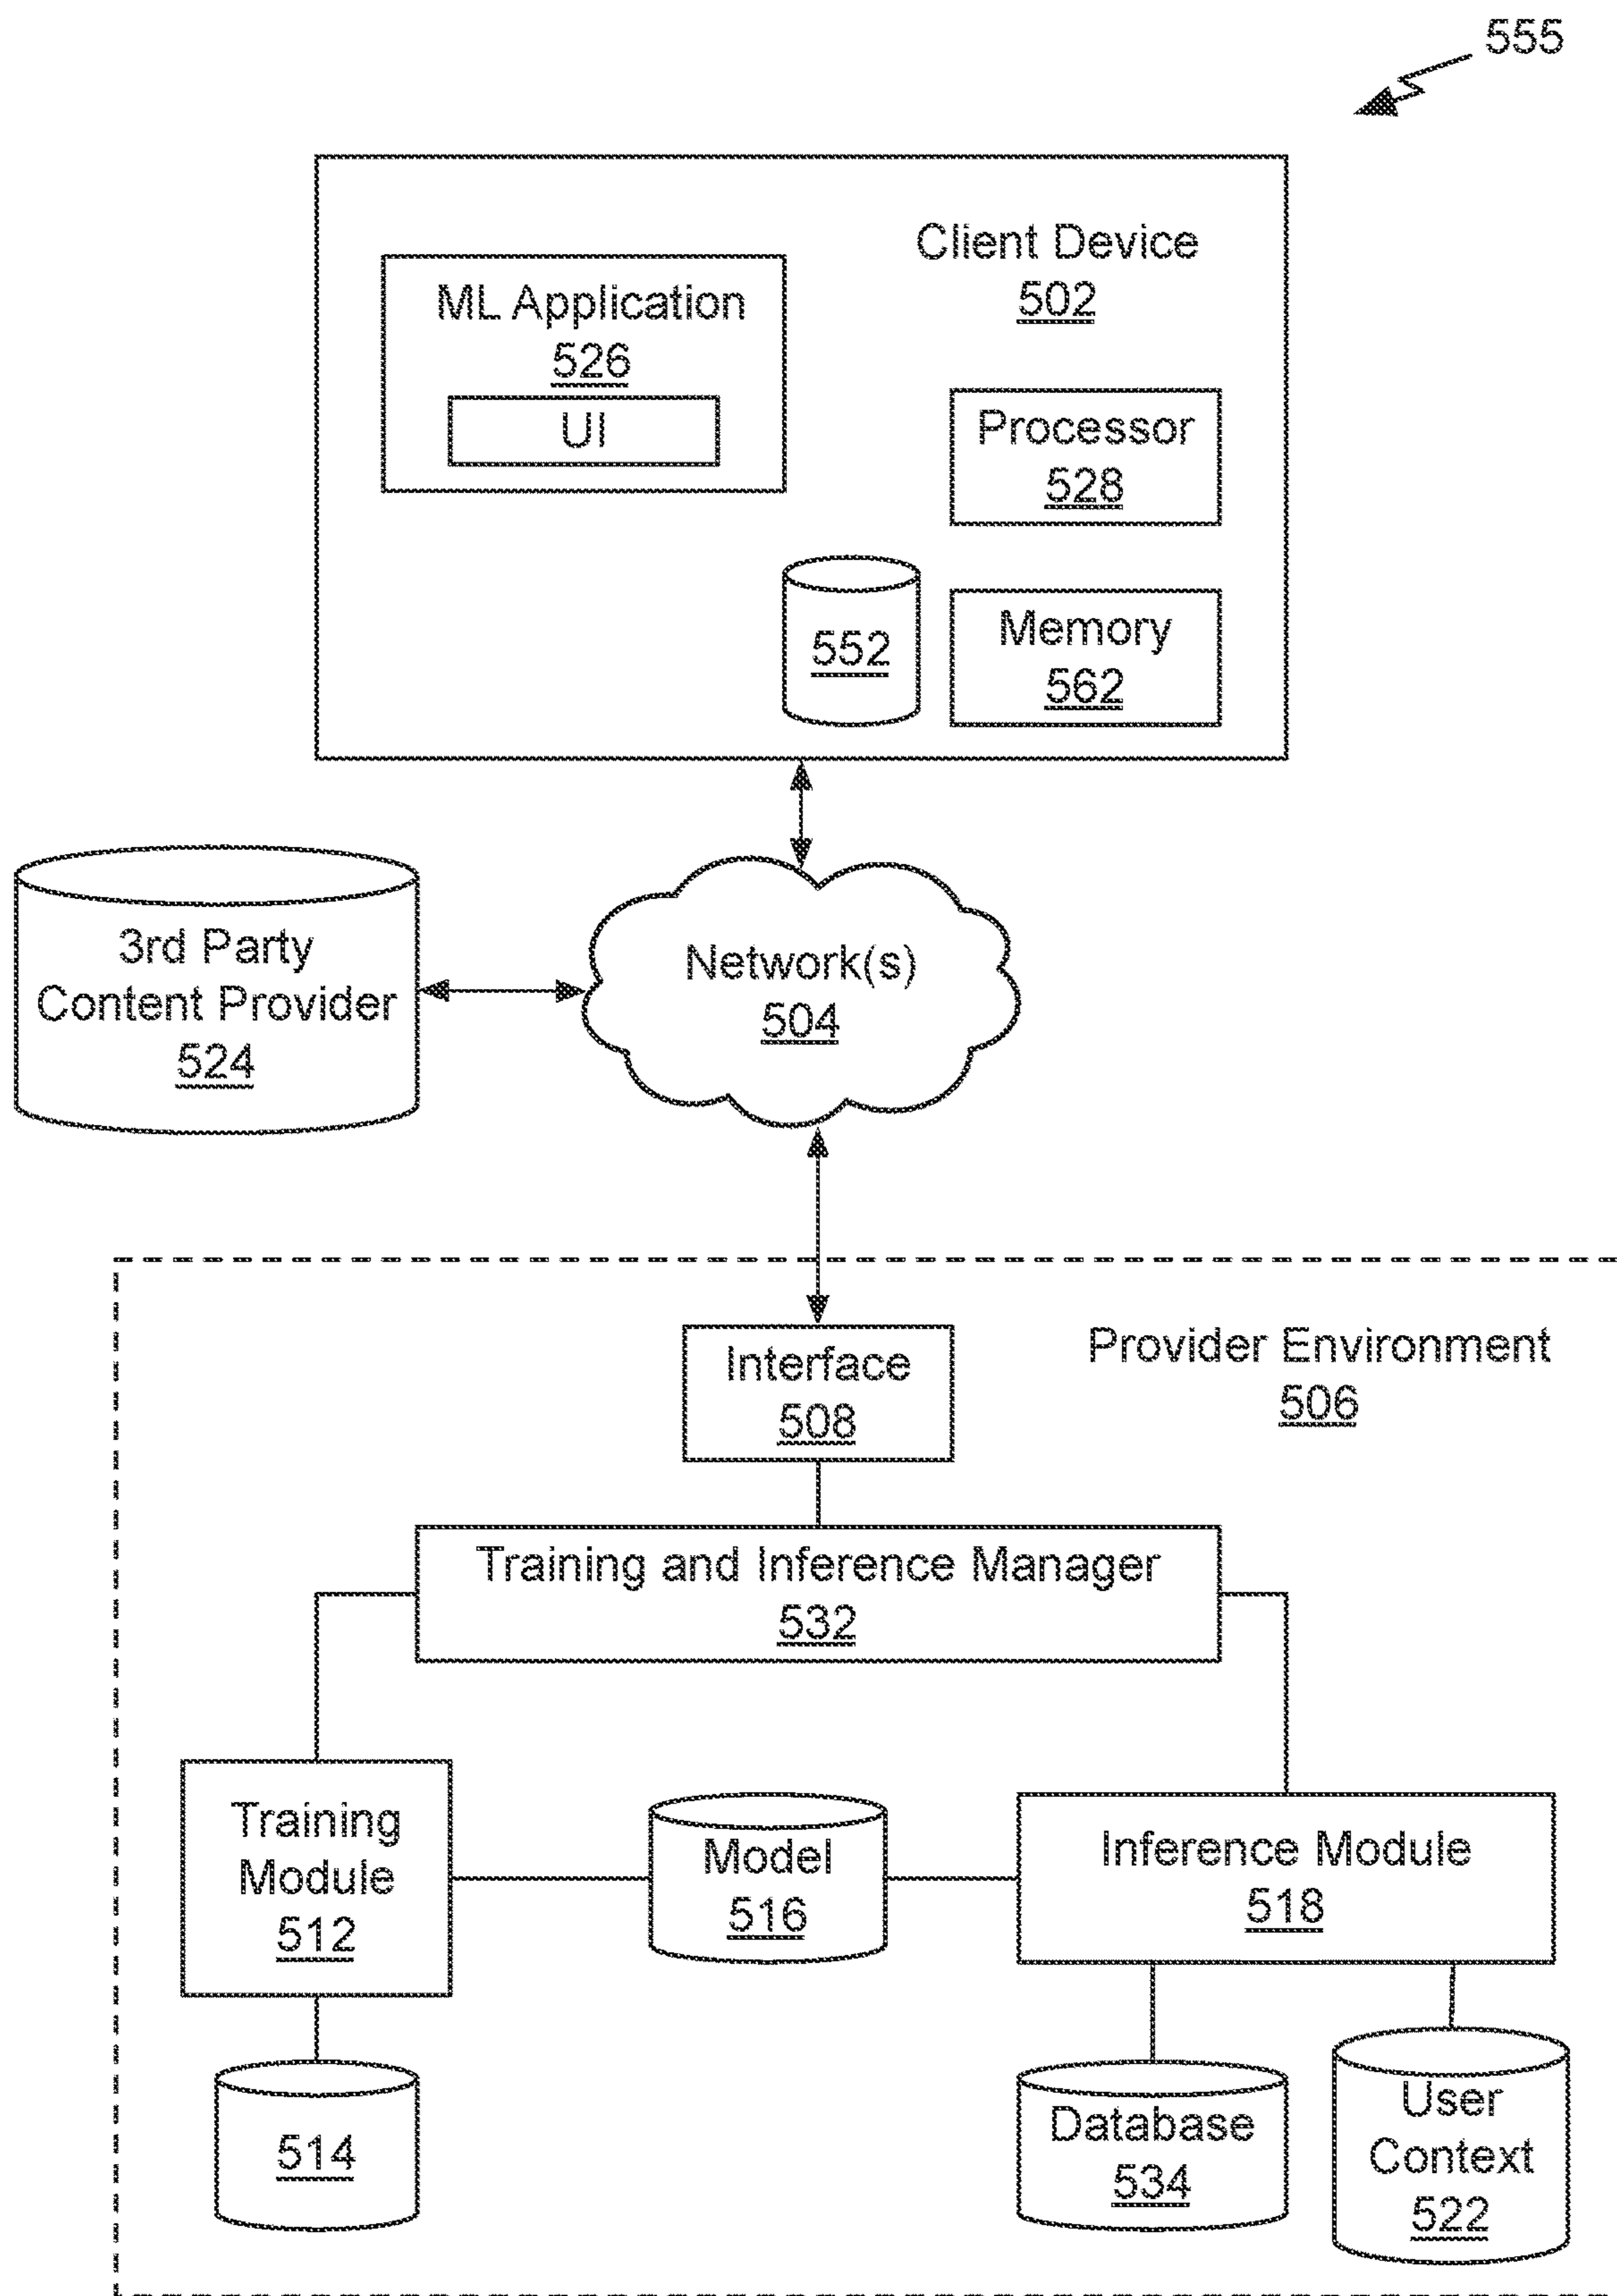 555
Client Device
502
ML Application
526
UI
Processor
528
552
Memory
562
3rd Party
Content Provider
524
Network(s)
504
Provider Environment
506
Interface
508
Training and Inference Manager
532
Training
Module
512
Model
516
Inference Module
518
514
Database
534
User
Context
522